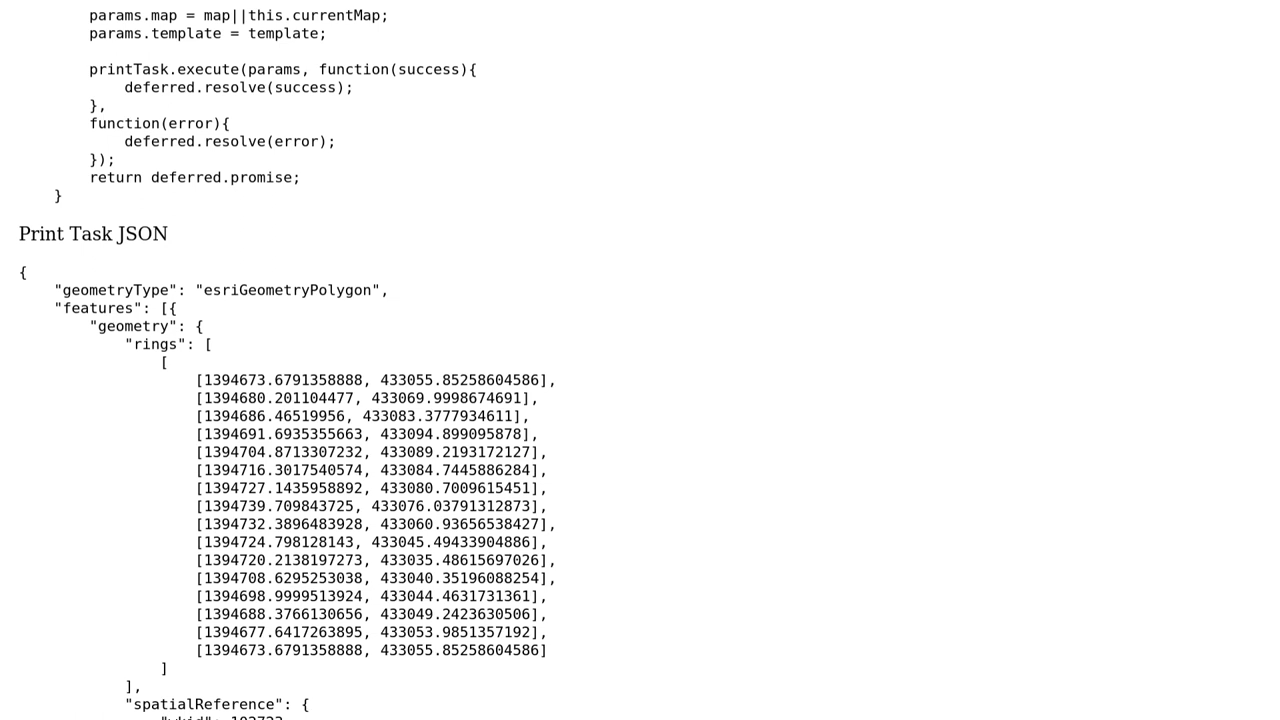 params.map = map||this.currentMap;
params.template = template;
printTask.execute(params, function(success){
deferred.resolve(success);
},
function(error){
deferred.resolve(error);
});
return deferred.promise;
}
Print Task JSON
{
"geometryType": "esriGeometryPolygon",
"features": [{
"geometry": {
"rings": [
[
[1394673.6791358888, 433055.85258604586],
[1394680.201104477, 433069.9998674691],
[1394686.46519956, 433083.3777934611],
[1394691.6935355663, 433094.899095878],
[1394704.8713307232, 433089.2193172127],
[1394716.3017540574, 433084.7445886284],
[1394727.1435958892, 433080.7009615451],
[1394739.709843725, 433076.03791312873],
[1394732.3896483928, 433060.93656538427],
[1394724.798128143, 433045.49433904886],
[1394720.2138197273, 433035.48615697026],
[1394708.6295253038, 433040.35196088254],
[1394698.9999513924, 433044.4631731361],
[1394688.3766130656, 433049.2423630506],
[1394677.6417263895, 433053.9851357192],
[1394673.6791358888, 433055.85258604586]
]
],
"spatialReference": {